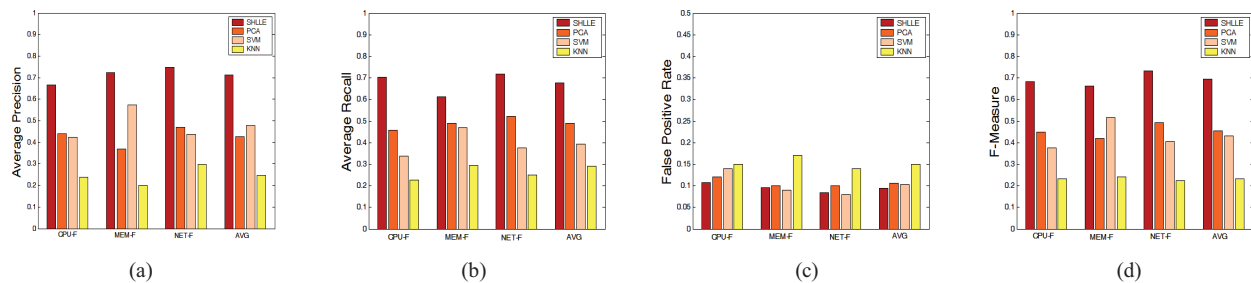 Average Precision
1
0.9
0.8
0.7
0.6
0.5
0.4
0.3
0.2
0.1
0
CPU-F MEM-F NET-F AVG
SHLLE
PCA
SVM
KNN
(a)
Average Recall
1
0.9
0.8
0.7
0.6
0.5
0.4
0.3
0.2
0.1
0
CPU-F MEM-F NET-F AVG
SHLLE
PCA
SVM
KNN
(b)
False Positive Rate
0.5
0.45
0.4
0.35
0.3
0.25
0.2
0.15
0.1
0.05
0
CPU-F MEM-F NET-F AVG
SHLLE
PCA
SVM
KNN
(c)
F-Measure
1
0.9
0.8
0.7
0.6
0.5
0.4
0.3
0.2
0.1
0
CPU-F MEM-F NET-F AVG
SHLLE
PCA
SVM
KNN
(d)